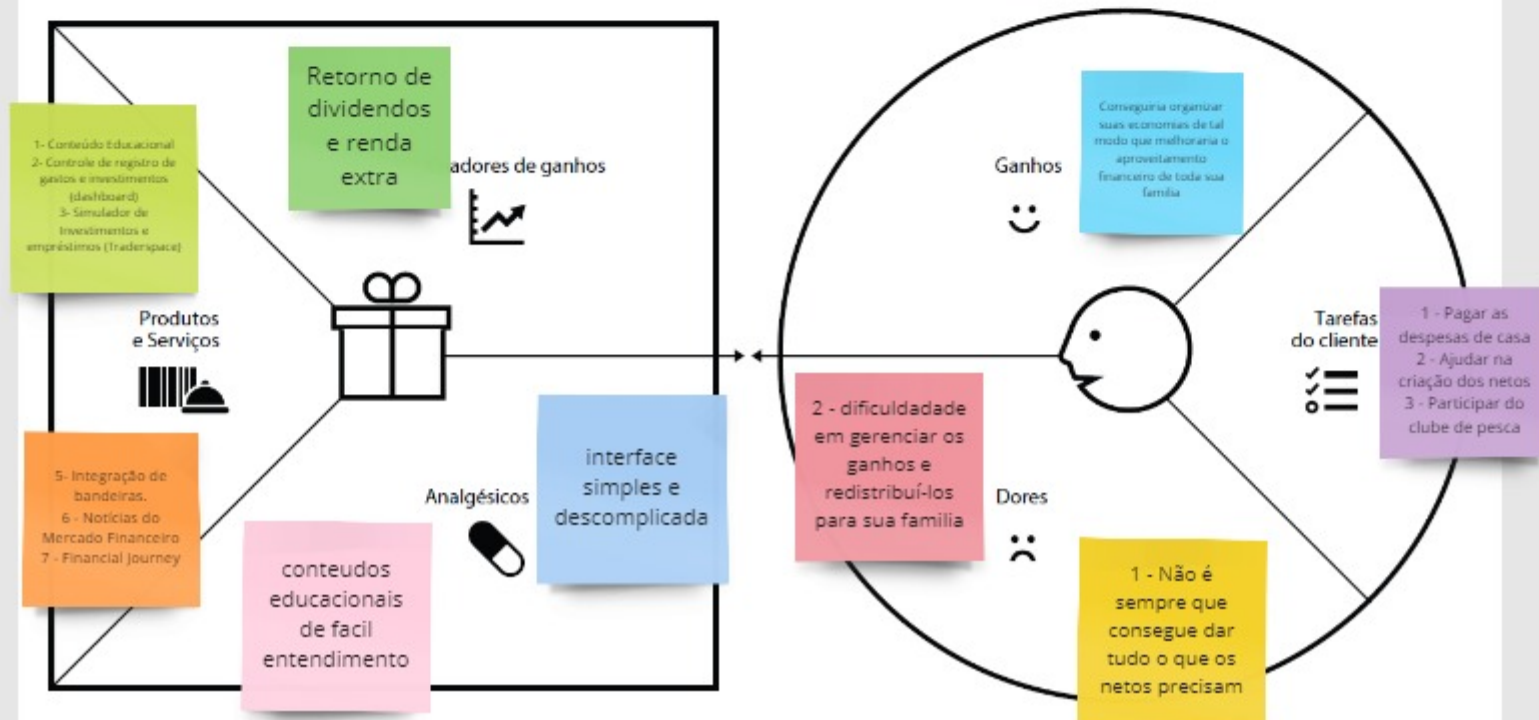 Retorno de
dividendos
e renda
extra
adores de ganhos
1- Conteúdo Educacional
2- Controle de registro de
gastos e investimentos
(dashboard)
3- Simulador de
Investimentos e
empréstimos (Traderspace)
Produtos
e Serviços
5- Integração de
bandeiras.
6 - Notícias do
Mercado Financeiro
7 - Financial Journey
Analgésicos
interface
simples e
descomplicada
conteudos
educacionais
de facil
entendimento
Ganhos
Conseguiria organizar
suas economias de tal
modo que melhoraria o
aproveitamento
financeiro de toda sua
familia
Tarefas
do cliente
1 - Pagar as
despesas de casa
2 - Ajudar na
criação dos netos
3 - Participar do
clube de pesca
2 - dificuldadade
em gerenciar os
ganhos e
redistribuí-los
para sua familia
Dores
1 - Não é
sempre que
consegue dar
tudo o que os
netos precisam